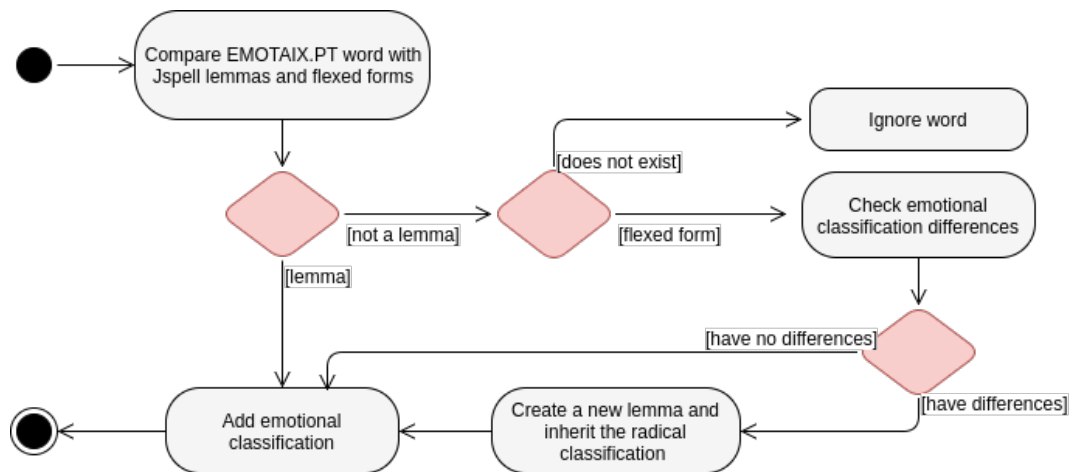 Compare EMOTAIX.PT word with
Jspell lemmas and flexed forms
Ignore word
[does not exist]
[not a lemma]
[flexed form]
Check emotional
classification differences
[lemma]
[have no differences]
[have differences]
Add emotional
classification
Create a new lemma and
inherit the radical
classification